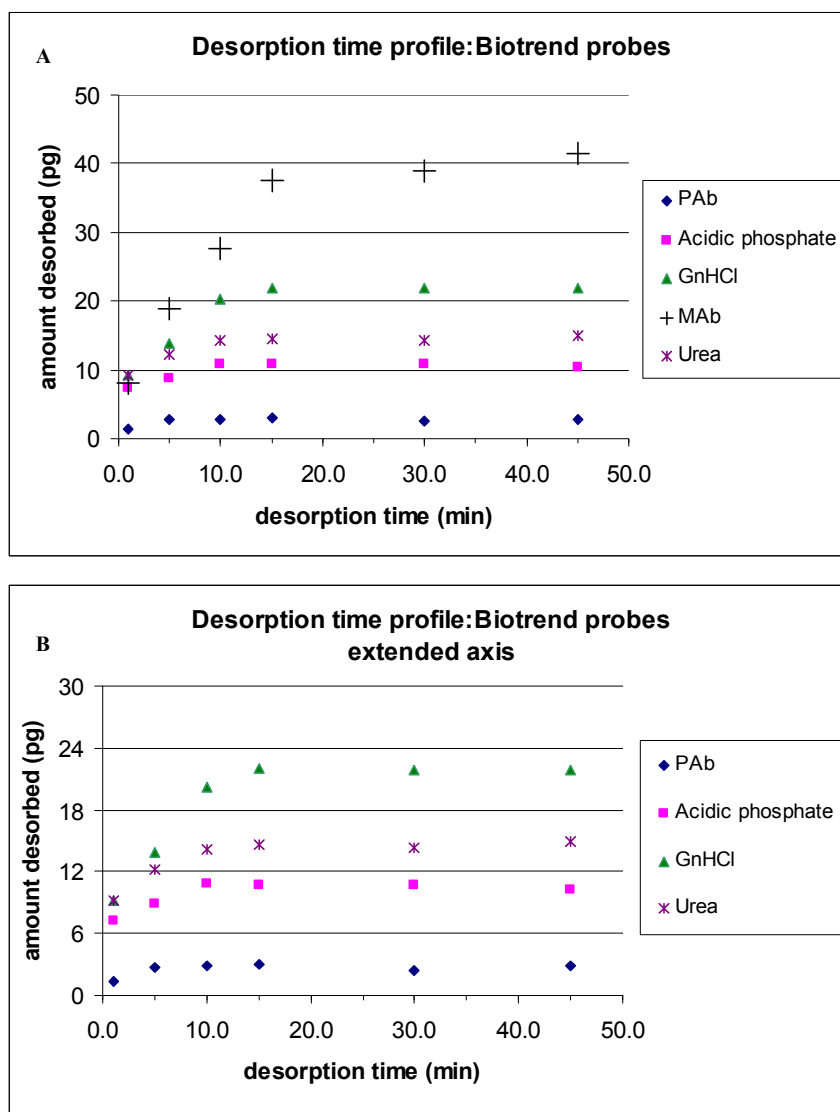 A
Desorption time profile:Biotrend probes
50
40
30
20
10
0
0.0 10.0 20.0 30.0 40.0 50.0
amount desorbed (pg)
desorption time (min)
PAb
Acidic phosphate
GnHCl
MAb
Urea
B
Desorption time profile:Biotrend probes
extended axis
30
24
18
12
6
0
0.0 10.0 20.0 30.0 40.0 50.0
amount desorbed (pg)
desorption time (min)
PAb
Acidic phosphate
GnHCl
Urea